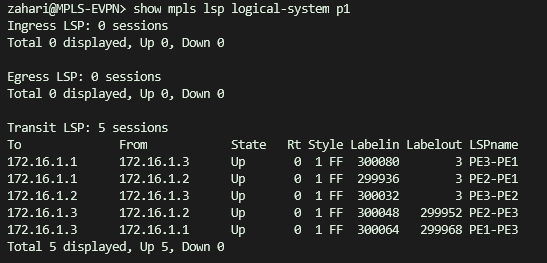 zahari@MPLS-EVPN> show mpls lsp logical-system p1
Ingress LSP: 0 sessions
Total 0 displayed, Up 0, Down 0

Egress LSP: 0 sessions
Total 0 displayed, Up 0, Down 0

Transit LSP: 5 sessions
To              From            State   Rt Style Labelin Labelout LSPname
172.16.1.1      172.16.1.3      Up       0  1 FF  300080        3 PE3-PE1
172.16.1.1      172.16.1.2      Up       0  1 FF  299936        3 PE2-PE1
172.16.1.2      172.16.1.3      Up       0  1 FF  300032        3 PE3-PE2
172.16.1.3      172.16.1.2      Up       0  1 FF  300048   299952 PE2-PE3
172.16.1.3      172.16.1.1      Up       0  1 FF  300064   299968 PE1-PE3
Total 5 displayed, Up 5, Down 0